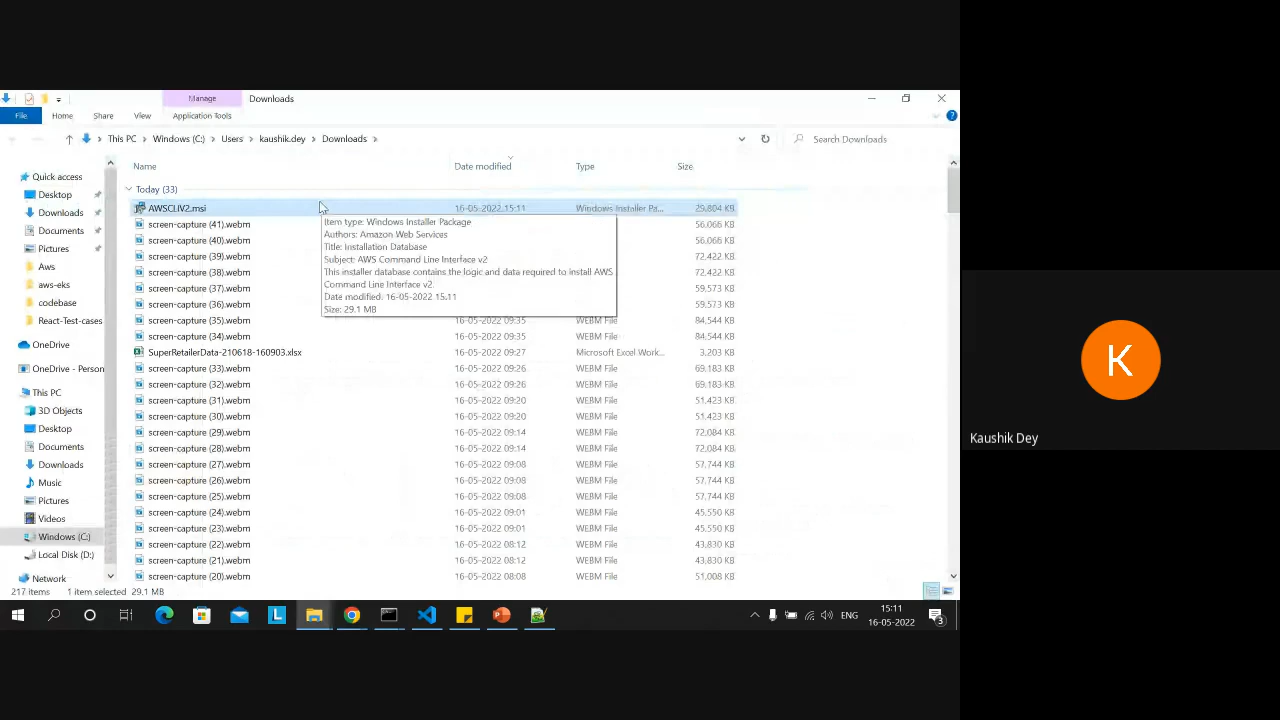 Manage
Downloads
File
Home
Share
View
Application Tools
This PC > Windows (C:) > Users > kaushik.dey > Downloads >
Search Downloads
Name
Date modified
Type
Size
Today (33)
AWSCLIV2.msi 16-05-2022 15:11 Windows Installer Pa... 29,804 KB
Item type: Windows Installer Package
Authors: Amazon Web Services
Title: Installation Database
Subject: AWS Command Line Interface v2
This installer database contains the logic and data required to install AWS
Command Line Interface v2.
Date modified: 16-05-2022 15:11
Size: 29.1 MB
screen-capture (41).webm 56,066 KB
screen-capture (40).webm 56,066 KB
screen-capture (39).webm 72,422 KB
screen-capture (38).webm 72,422 KB
screen-capture (37).webm 59,573 KB
screen-capture (36).webm 59,573 KB
screen-capture (35).webm 16-05-2022 09:35 WEBM File 84,544 KB
screen-capture (34).webm 16-05-2022 09:35 WEBM File 84,544 KB
SuperRetailerData-210618-160903.xlsx 16-05-2022 09:27 Microsoft Excel Work... 3,203 KB
screen-capture (33).webm 16-05-2022 09:26 WEBM File 69,183 KB
screen-capture (32).webm 16-05-2022 09:26 WEBM File 69,183 KB
screen-capture (31).webm 16-05-2022 09:20 WEBM File 51,423 KB
screen-capture (30).webm 16-05-2022 09:20 WEBM File 51,423 KB
screen-capture (29).webm 16-05-2022 09:14 WEBM File 72,084 KB
screen-capture (28).webm 16-05-2022 09:14 WEBM File 72,084 KB
screen-capture (27).webm 16-05-2022 09:08 WEBM File 57,744 KB
screen-capture (26).webm 16-05-2022 09:08 WEBM File 57,744 KB
screen-capture (25).webm 16-05-2022 09:08 WEBM File 57,744 KB
screen-capture (24).webm 16-05-2022 09:01 WEBM File 45,550 KB
screen-capture (23).webm 16-05-2022 09:01 WEBM File 45,550 KB
screen-capture (22).webm 16-05-2022 08:12 WEBM File 43,830 KB
screen-capture (21).webm 16-05-2022 08:12 WEBM File 43,830 KB
screen-capture (20).webm 16-05-2022 08:08 WEBM File 51,008 KB
Quick access
Desktop
Downloads
Documents
Pictures
Aws
aws-eks
codebase
React-Test-cases
OneDrive
OneDrive - Person
This PC
3D Objects
Desktop
Documents
Downloads
Music
Pictures
Videos
Windows (C:)
Local Disk (D:)
Network
217 items 1 item selected 29.1 MB
L
ENG
15:11
16-05-2022
3
K
Kaushik Dey